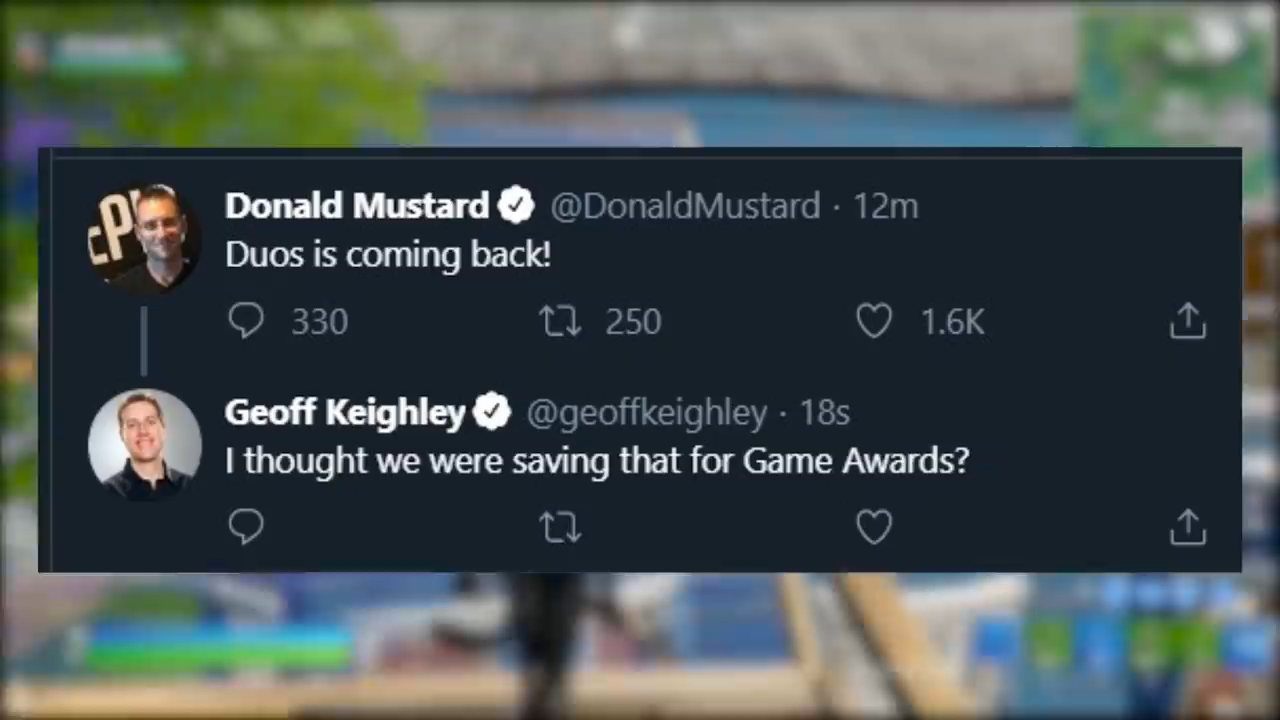 Donald Mustard @DonaldMustard · 12m
Duos is coming back!
330 250 1.6K
Geoff Keighley @geoffkeighley · 18s
I thought we were saving that for Game Awards?